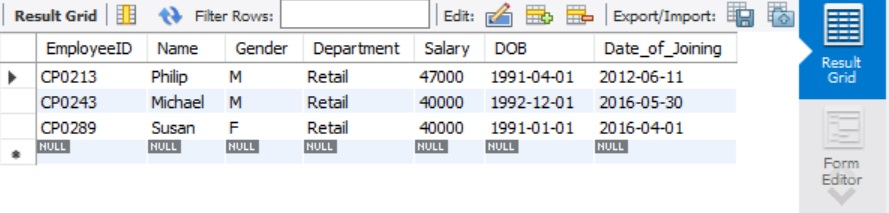 Result Grid Filter Rows: Edit: Export/Import:
EmployeeID Name Gender Department Salary DOB Date_of_Joining
CP0213 Philip M Retail 47000 1991-04-01 2012-06-11
CP0243 Michael M Retail 40000 1992-12-01 2016-05-30
CP0289 Susan F Retail 40000 1991-01-01 2016-04-01
NULL NULL NULL NULL NULL NULL NULL
Result
Grid
Form
Editor